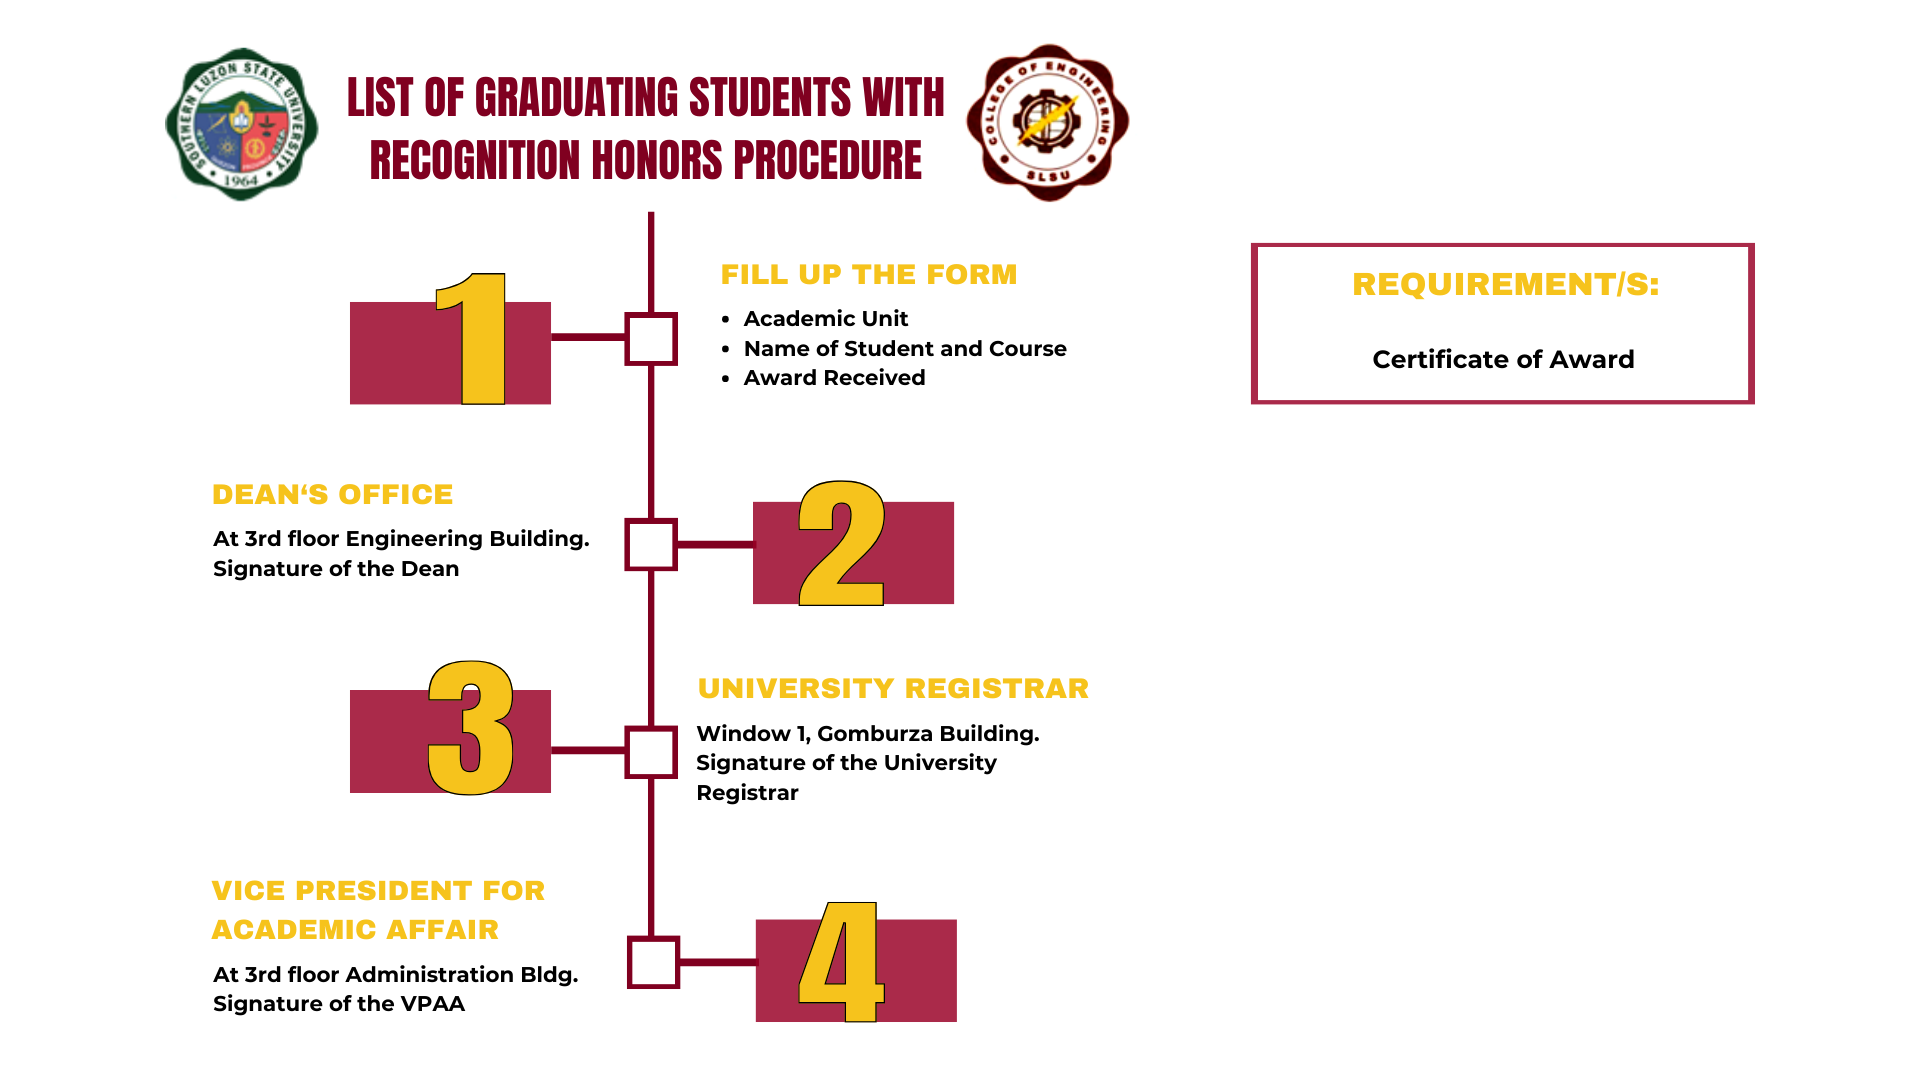 SOUTHERN LUZON STATE UNIVERSITY
1964
LIST OF GRADUATING STUDENTS WITH
RECOGNITION HONORS PROCEDURE
COLLEGE OF ENGINEERING
SLSU
1
FILL UP THE FORM
• Academic Unit
• Name of Student and Course
• Award Received
REQUIREMENT/S:
Certificate of Award
DEAN‘S OFFICE
At 3rd floor Engineering Building.
Signature of the Dean
2
3
UNIVERSITY REGISTRAR
Window 1, Gomburza Building.
Signature of the University
Registrar
VICE PRESIDENT FOR
ACADEMIC AFFAIR
At 3rd floor Administration Bldg.
Signature of the VPAA
4